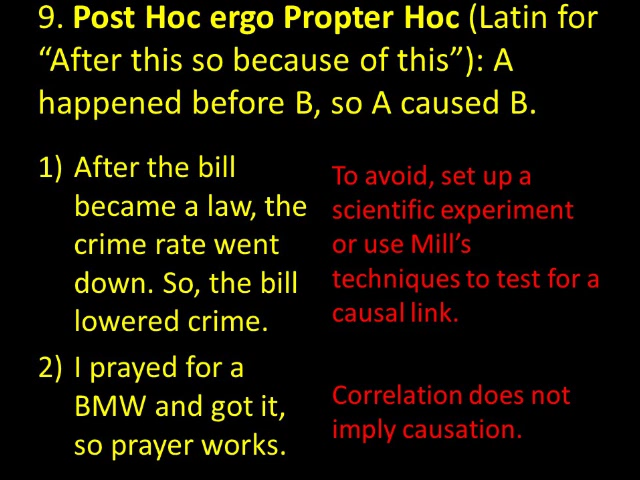 9. Post Hoc ergo Propter Hoc (Latin for
“After this so because of this”): A
happened before B, so A caused B.
1) After the bill
became a law, the
crime rate went
down. So, the bill
lowered crime.
2) I prayed for a
BMW and got it,
so prayer works.
To avoid, set up a
scientific experiment
or use Mill’s
techniques to test for a
causal link.
Correlation does not
imply causation.